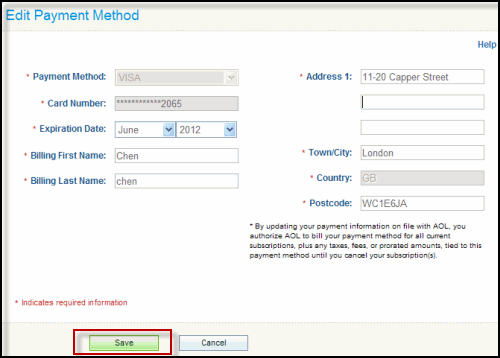 Edit Payment Method
Help
* Payment Method: VISA
* Card Number: ************2065
* Expiration Date: June 2012
* Billing First Name: Chen
* Billing Last Name: chen
* Address 1: 11-20 Capper Street
* Town/City: London
* Country: GB
* Postcode: WC1E6JA
* By updating your payment information on file with AOL, you
authorize AOL to bill your payment method for all current
subscriptions, plus any taxes, fees, or prorated amounts, tied to this
payment method until you cancel your subscription(s).
* Indicates required information
Save Cancel